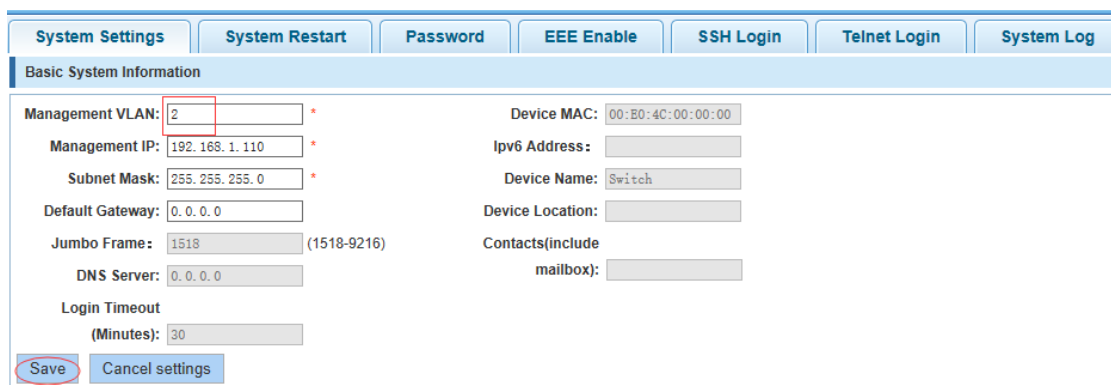 System Settings System Restart Password EEE Enable SSH Login Telnet Login System Log
Basic System Information
Management VLAN: 2 * Device MAC: 00:E0:4C:00:00:00
Management IP: 192.168.1.110 * Ipv6 Address:
Subnet Mask: 255.255.255.0 * Device Name: Switch
Default Gateway: 0.0.0.0 Device Location:
Jumbo Frame: 1518 (1518-9216) Contacts(include
DNS Server: 0.0.0.0 mailbox):
Login Timeout
(Minutes): 30
Save Cancel settings